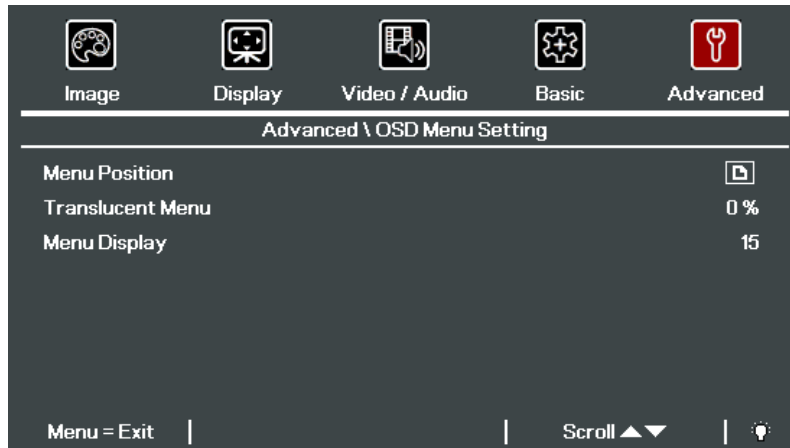 Image Display Video / Audio Basic Advanced
Advanced \ OSD Menu Setting
Menu Position
Translucent Menu 0 %
Menu Display 15
Menu = Exit Scroll ▲▼